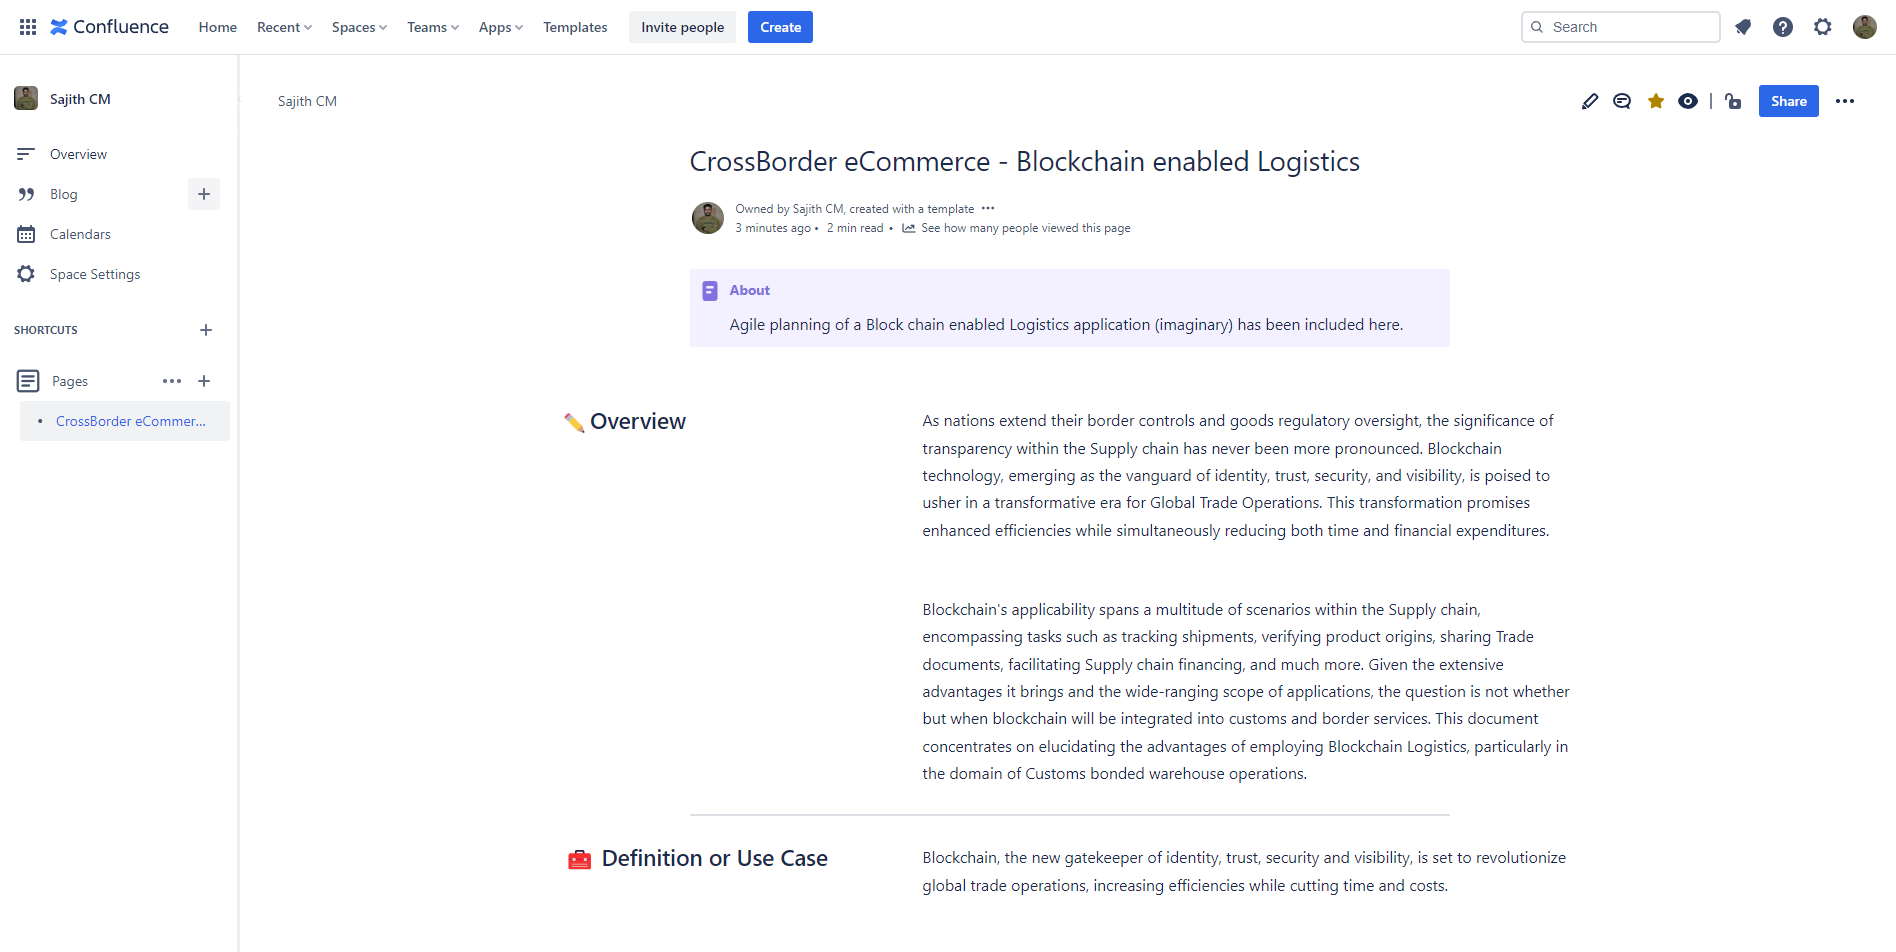 Confluence Home Recent Spaces Teams Apps Templates Invite people Create Search
Sajith CM
Overview
Blog
Calendars
Space Settings
SHORTCUTS
Pages
CrossBorder eCommer...
Sajith CM
Share
CrossBorder eCommerce - Blockchain enabled Logistics
Owned by Sajith CM, created with a template •••
3 minutes ago • 2 min read • See how many people viewed this page
About
Agile planning of a Block chain enabled Logistics application (imaginary) has been included here.
Overview
As nations extend their border controls and goods regulatory oversight, the significance of
transparency within the Supply chain has never been more pronounced. Blockchain
technology, emerging as the vanguard of identity, trust, security, and visibility, is poised to
usher in a transformative era for Global Trade Operations. This transformation promises
enhanced efficiencies while simultaneously reducing both time and financial expenditures.
Blockchain's applicability spans a multitude of scenarios within the Supply chain,
encompassing tasks such as tracking shipments, verifying product origins, sharing Trade
documents, facilitating Supply chain financing, and much more. Given the extensive
advantages it brings and the wide-ranging scope of applications, the question is not whether
but when blockchain will be integrated into customs and border services. This document
concentrates on elucidating the advantages of employing Blockchain Logistics, particularly in
the domain of Customs bonded warehouse operations.
Definition or Use Case
Blockchain, the new gatekeeper of identity, trust, security and visibility, is set to revolutionize
global trade operations, increasing efficiencies while cutting time and costs.